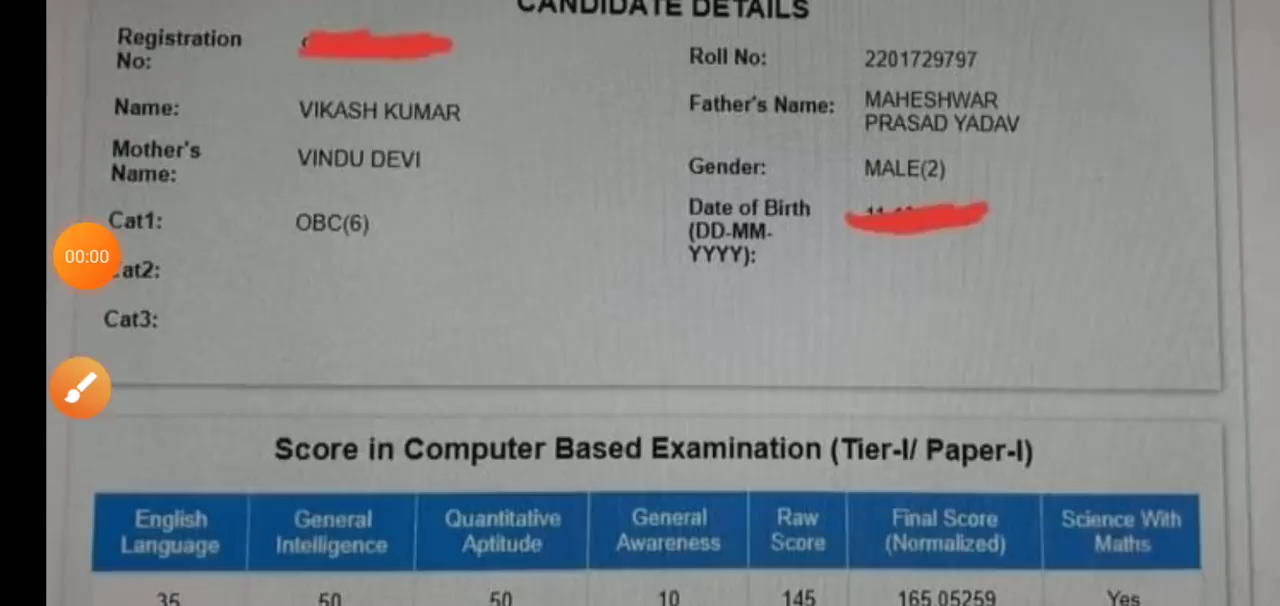 CANDIDATE DETAILS
Registration
No:
Roll No: 2201729797
Name: VIKASH KUMAR
Father's Name: MAHESHWAR
PRASAD YADAV
Mother's
Name:
VINDU DEVI
Gender: MALE(2)
Date of Birth
(DD-MM-
YYYY):
Cat1: OBC(6)
00:00
at2:
Cat3:
Score in Computer Based Examination (Tier-I/ Paper-I)
English
Language
General
Intelligence
Quantitative
Aptitude
General
Awareness
Raw
Score
Final Score
(Normalized)
Science With
Maths
35 50 50 10 145 165.05259 Yes